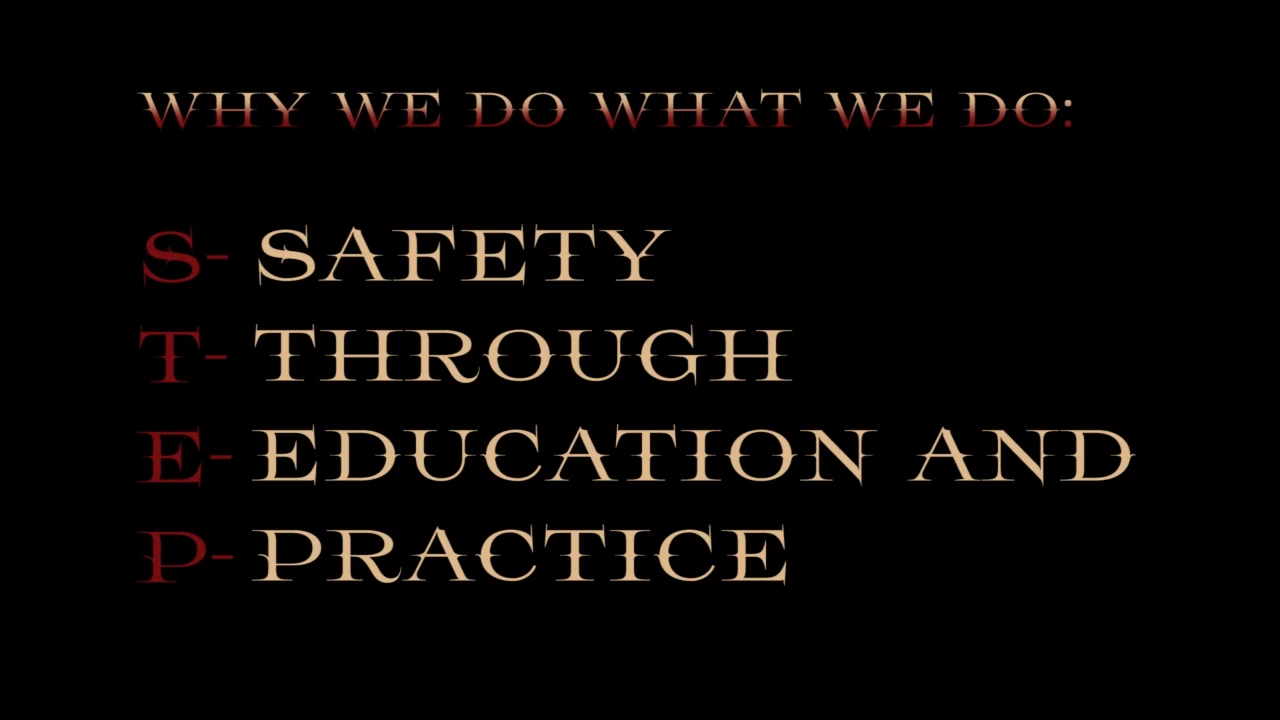 WHY WE DO WHAT WE DO:
S- SAFETY
T- THROUGH
E- EDUCATION AND
P- PRACTICE